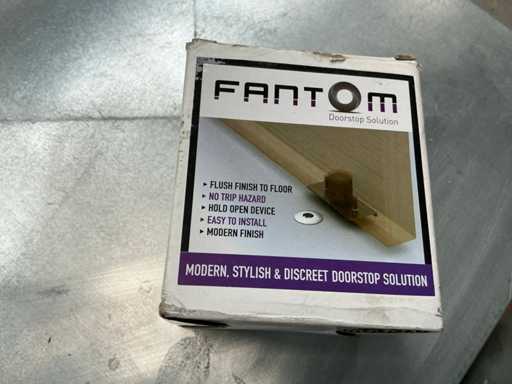 FANTOM
Doorstop Solution
▸ FLUSH FINISH TO FLOOR
▸ NO TRIP HAZARD
▸ HOLD OPEN DEVICE
▸ EASY TO INSTALL
▸ MODERN FINISH
MODERN, STYLISH & DISCREET DOORSTOP SOLUTION